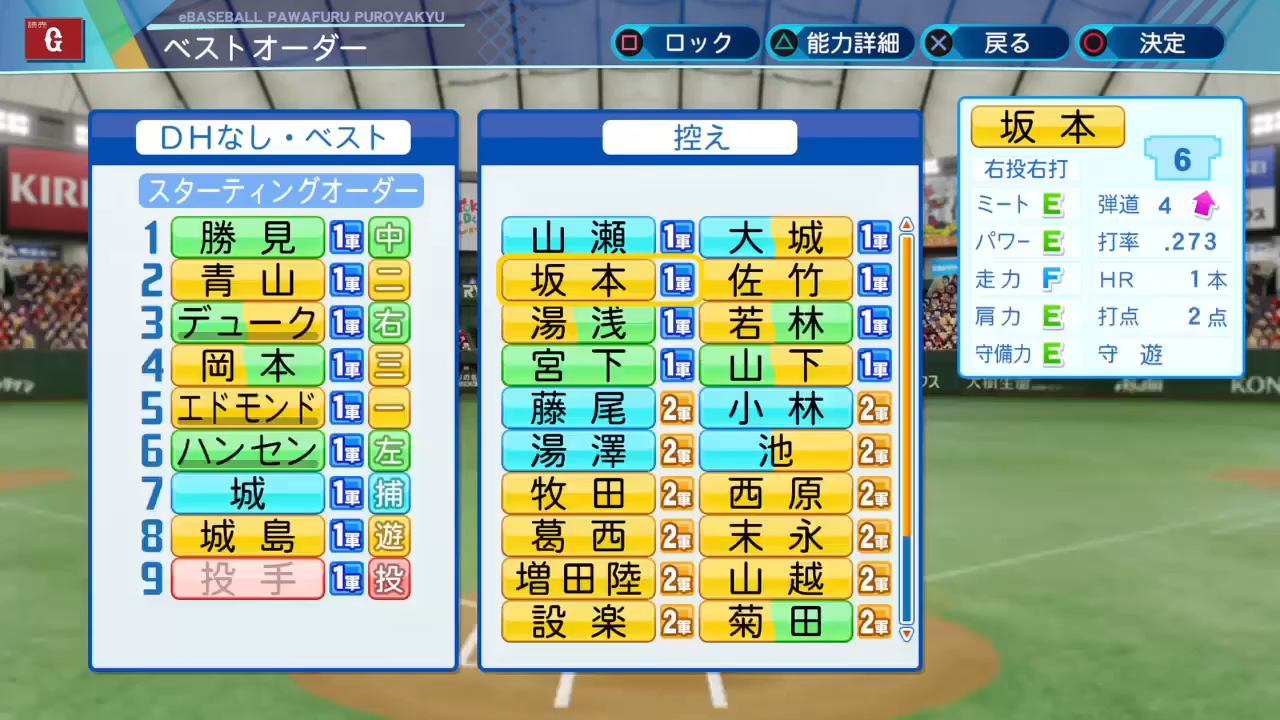 読売
G
eBASEBALL PAWAFURU PUROYAKYU
ベストオーダー
ロック
能力詳細
戻る
決定
DHなし・ベスト
スターティングオーダー
1 勝見 1軍 中
2 青山 1軍 二
3 デューク 1軍 右
4 岡本 1軍 三
5 エドモンド 1軍 一
6 ハンセン 1軍 左
7 城 1軍 捕
8 城島 1軍 遊
9 投手 1軍 投
控え
山瀬 1軍 大城 1軍
坂本 1軍 佐竹 1軍
湯浅 1軍 若林 1軍
宮下 1軍 山下 1軍
藤尾 2軍 小林 2軍
湯澤 2軍 池 2軍
牧田 2軍 西原 2軍
葛西 2軍 末永 2軍
増田陸 2軍 山越 2軍
設楽 2軍 菊田 2軍
坂本
右投右打
6
ミート E 弾道 4
パワー E 打率 .273
走力 F HR 1本
肩力 E 打点 2点
守備力 E 守 遊
KIRI
KON